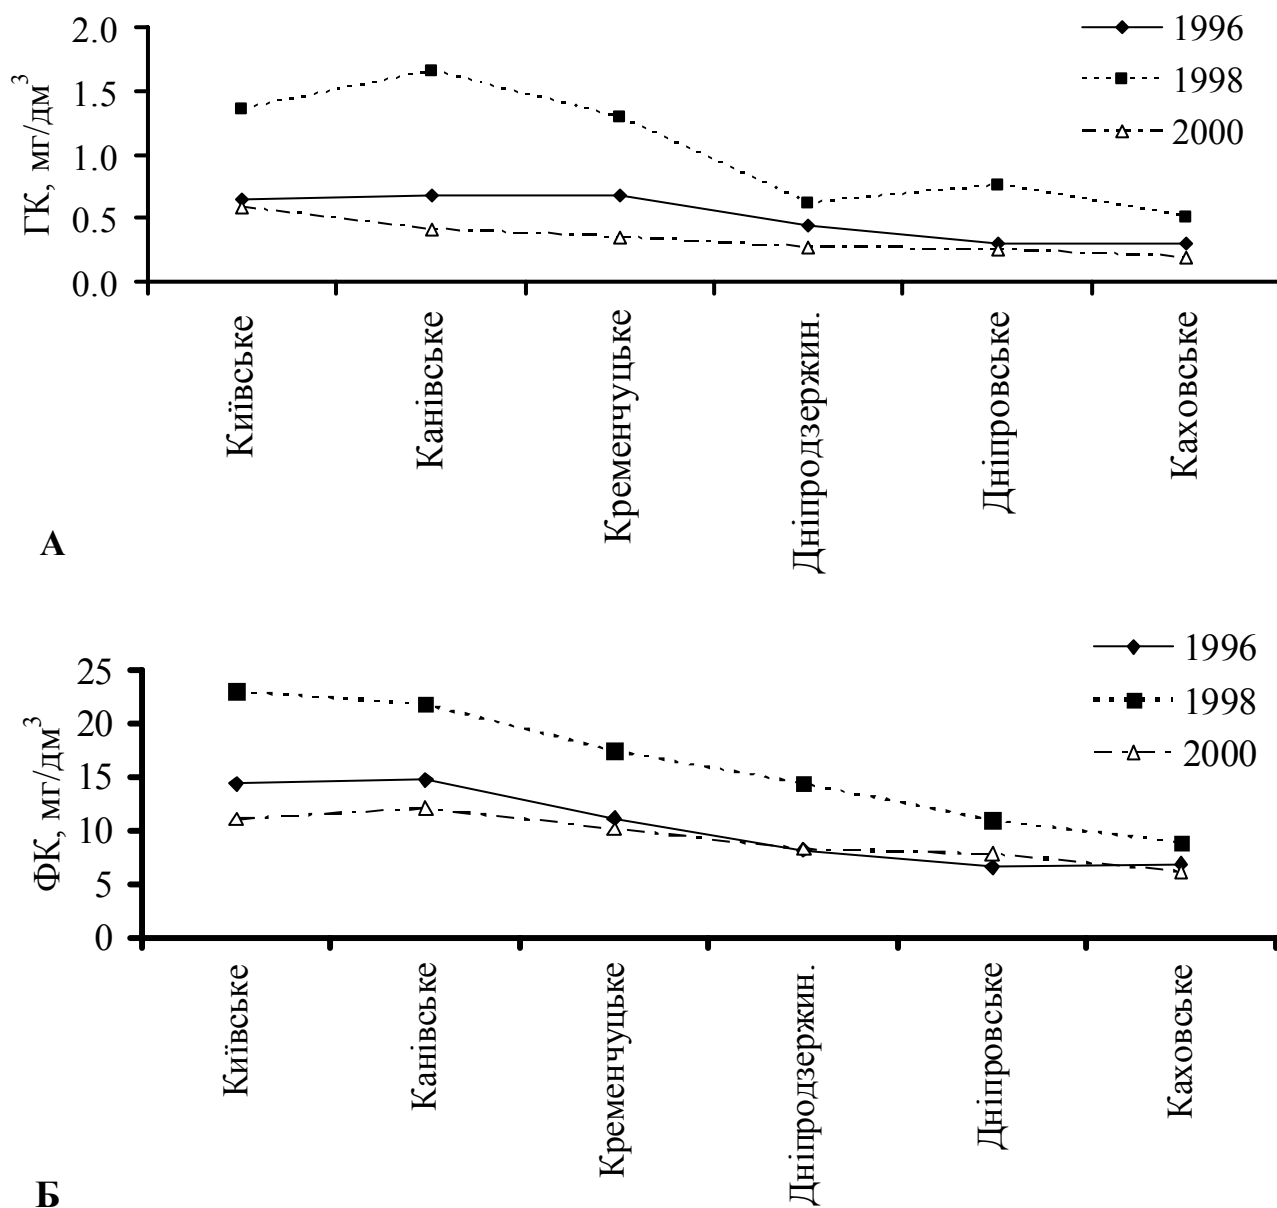 2.0
1.5
1.0
0.5
0.0
ГК, мг/дм³
1996
1998
2000
Київське
Канівське
Кременчуцьке
Дніпродзержин.
Дніпровське
Каховське
А
25
20
15
10
5
0
ФК, мг/дм³
1996
1998
2000
Київське
Канівське
Кременчуцьке
Дніпродзержин.
Дніпровське
Каховське
Б